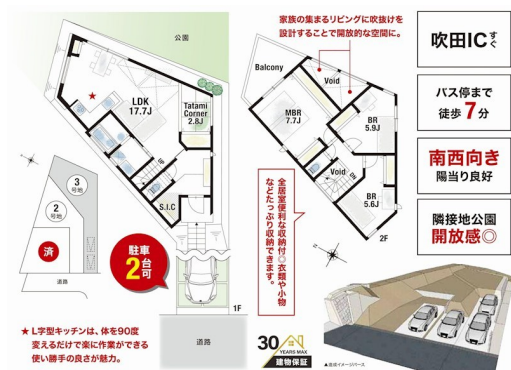 家族の集まるリビングに吹抜けを
設計することで開放的な空間に。
公園
Balcony
Void
LDK
17.7J
Tatami
Corner
2.8J
UP
S.I.C
MBR
7.7J
BR
5.9J
Void
DN
BR
5.6J
2F
吹田ICすぐ
バス停まで
徒歩7分
南西向き
陽当り良好
隣接地公園
開放感◎
3
号地
2
号地
済
道路
駐車
2台
可
1F
道路
全居室便利な収納付◎衣類や小物
などたっぷり収納できます。
★L字型キッチンは、体を90度
変えるだけで楽に作業ができる
使い勝手の良さが魅力。
30
YEARS MAX
建物保証